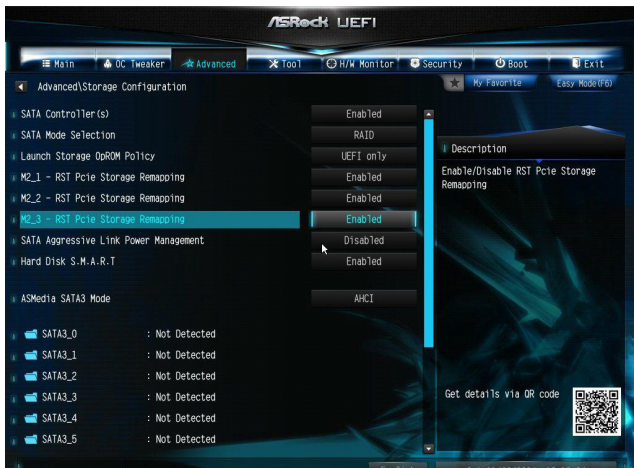 ASRock UEFI
Main OC Tweaker Advanced Tool H/W Monitor Security Boot Exit
Advanced\Storage Configuration
My Favorite Easy Mode(F6)
SATA Controller(s) Enabled
SATA Mode Selection RAID
Launch Storage OpROM Policy UEFI only
M2_1 - RST Pcie Storage Remapping Enabled
M2_2 - RST Pcie Storage Remapping Enabled
M2_3 - RST Pcie Storage Remapping Enabled
SATA Aggressive Link Power Management Disabled
Hard Disk S.M.A.R.T Enabled
ASMedia SATA3 Mode AHCI
SATA3_0 : Not Detected
SATA3_1 : Not Detected
SATA3_2 : Not Detected
SATA3_3 : Not Detected
SATA3_4 : Not Detected
SATA3_5 : Not Detected
Description
Enable/Disable RST Pcie Storage
Remapping
Get details via QR code